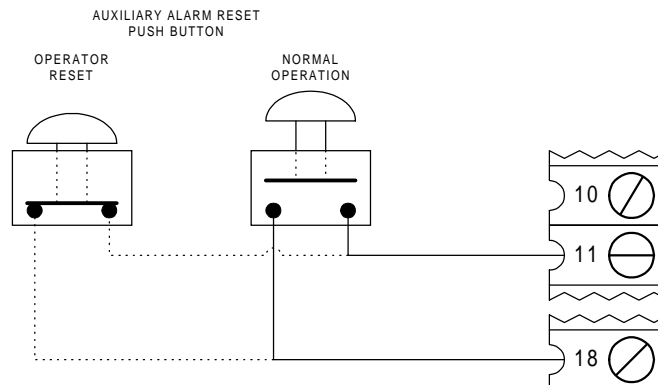 AUXILIARY ALARM RESET
PUSH BUTTON
OPERATOR
RESET
NORMAL
OPERATION
10
11
18